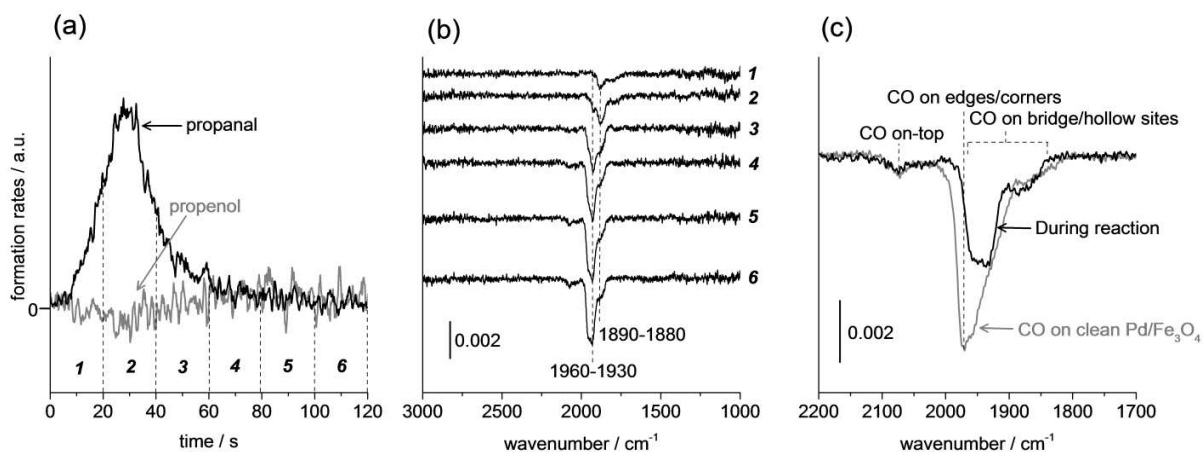 (a)
formation rates / a.u.
0
propanal
propenol
1 2 3 4 5 6
0 20 40 60 80 100 120
time / s
(b)
1
2
3
4
5
6
0.002
1890-1880
1960-1930
3000 2500 2000 1500 1000
wavenumber / cm⁻¹
(c)
CO on edges/corners
CO on-top
CO on bridge/hollow sites
During reaction
0.002
CO on clean Pd/Fe₃O₄
2200 2100 2000 1900 1800 1700
wavenumber / cm⁻¹